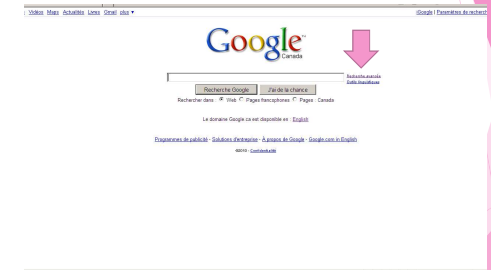 Vidéos Maps Actualités Livres Gmail plus ▼
iGoogle | Paramètres de recherch
Google™
Canada
Recherche avancée
Outils linguistiques
Recherche Google J'ai de la chance
Rechercher dans : Web Pages francophones Pages : Canada
Le domaine Google.ca est disponible en : English
Programmes de publicité - Solutions d'entreprise - À propos de Google - Google.com in English
©2010 - Confidentialité